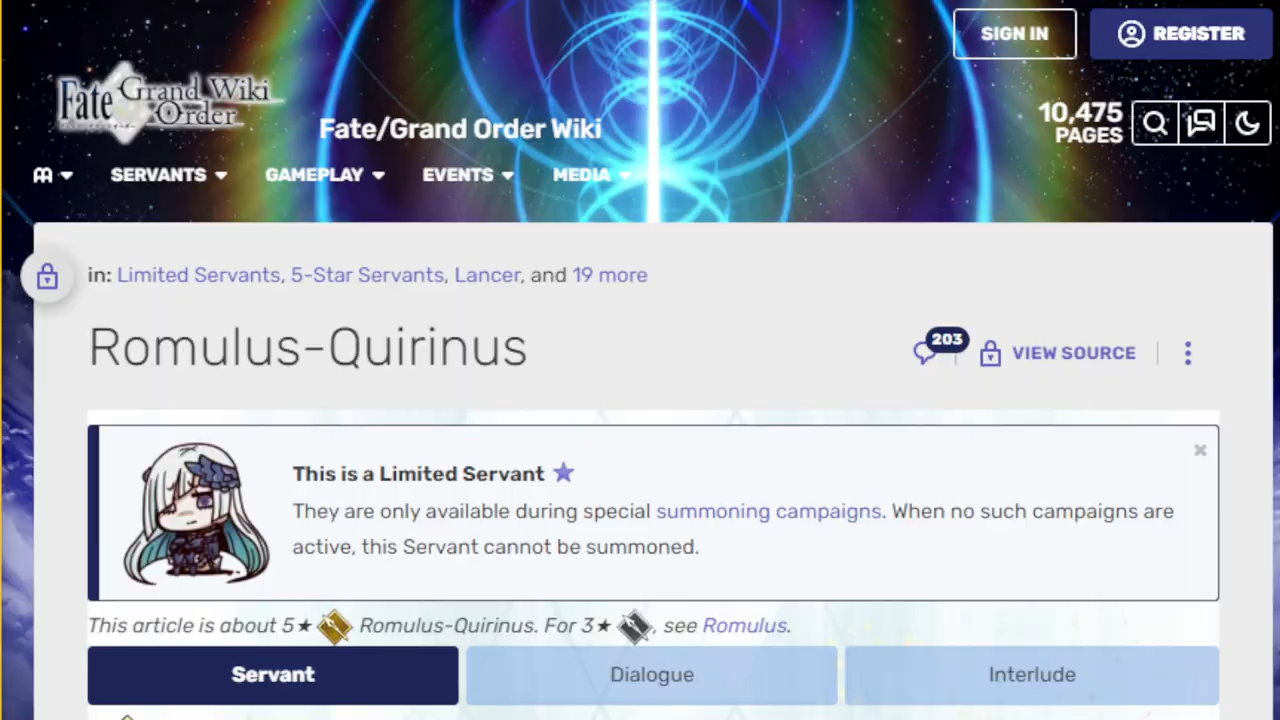 SIGN IN
REGISTER
Fate Grand Order Wiki
Fate/Grand Order Wiki
10,475
PAGES
SERVANTS
GAMEPLAY
EVENTS
MEDIA
in: Limited Servants, 5-Star Servants, Lancer, and 19 more
Romulus-Quirinus
203
VIEW SOURCE
This is a Limited Servant ★
They are only available during special summoning campaigns. When no such campaigns are
active, this Servant cannot be summoned.
This article is about 5★ Romulus-Quirinus. For 3★ , see Romulus.
Servant
Dialogue
Interlude